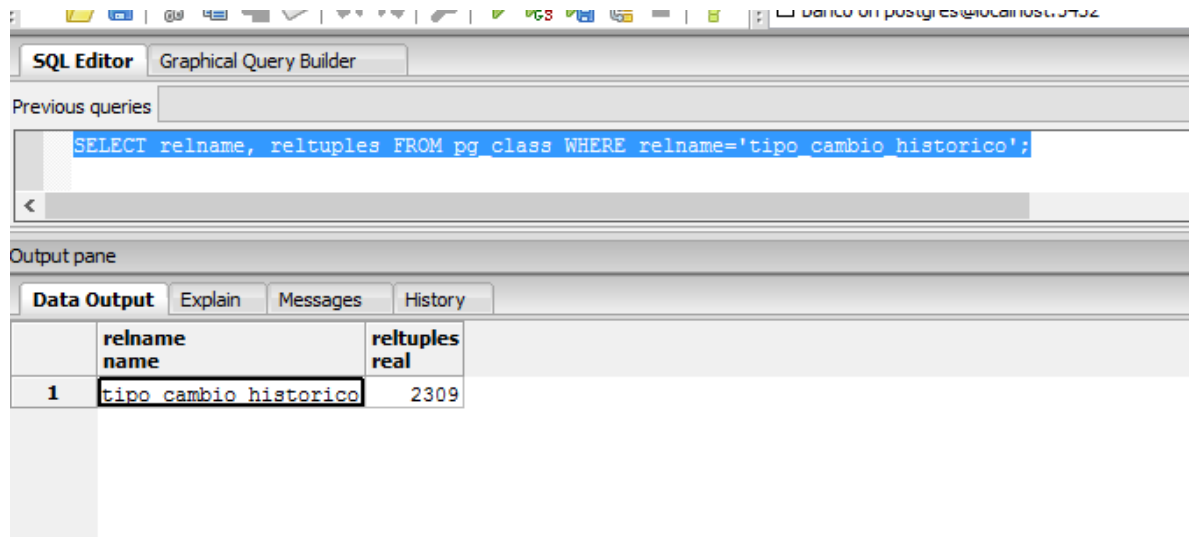 SQL Editor Graphical Query Builder
Previous queries
SELECT relname, reltuples FROM pg_class WHERE relname='tipo_cambio_historico';
Output pane
Data Output Explain Messages History
relname reltuples
name real
1 tipo_cambio_historico 2309